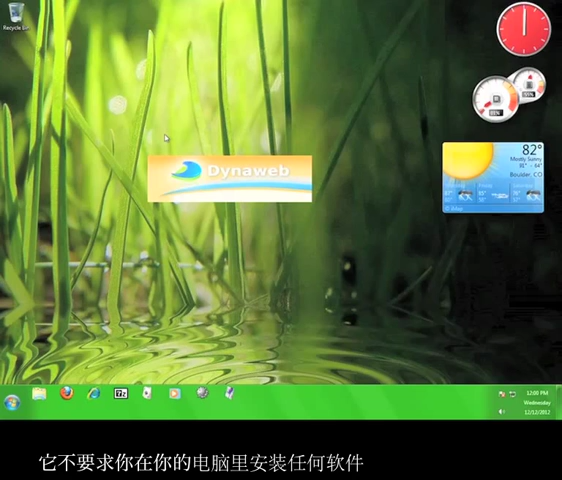 Recycle Bin
Dynaweb
82°
Mostly Sunny
Boulder, CO
12:00 PM
Wednesday
12/12/2012
它不要求你在你的电脑里安装任何软件